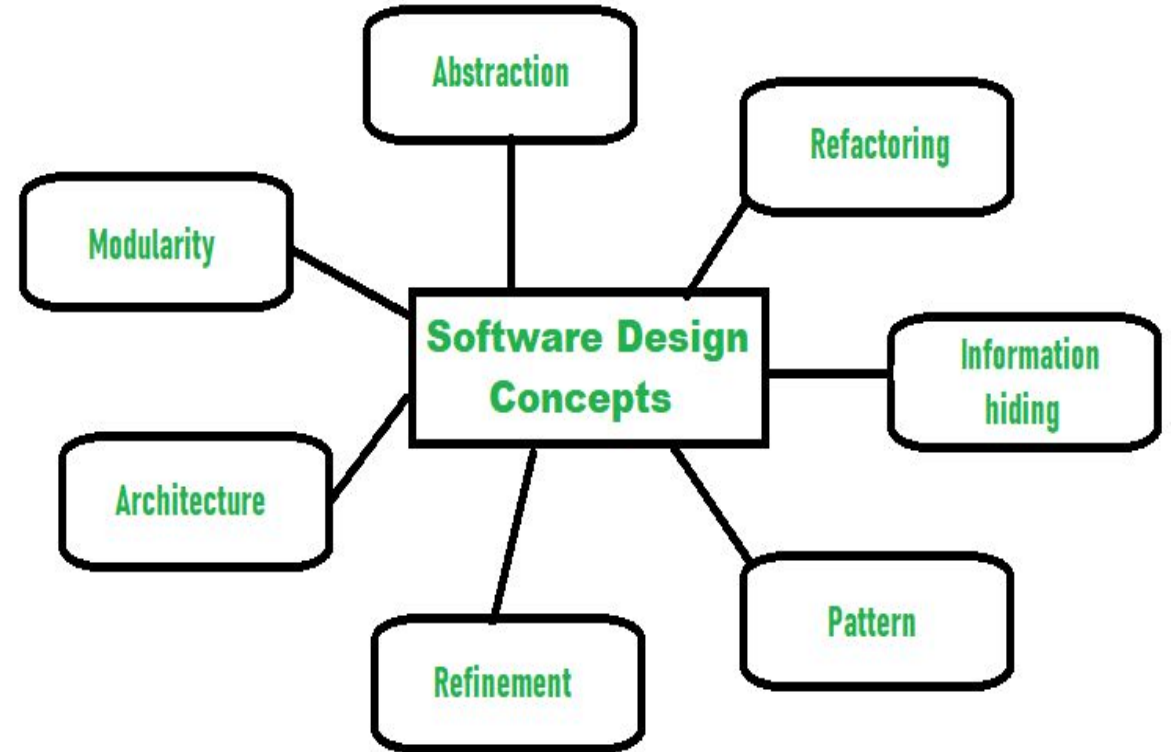 Abstraction
Refactoring
Modularity
Software Design
Concepts
Information
hiding
Architecture
Pattern
Refinement